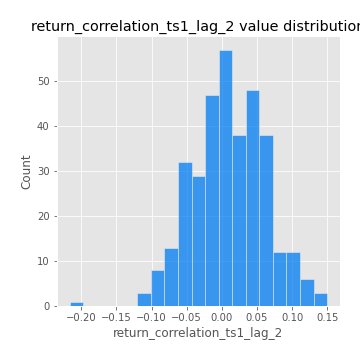 return_correlation_ts1_lag_2 value distribution
50
40
30
20
10
0
Count
−0.20 −0.15 −0.10 −0.05 0.00 0.05 0.10 0.15
return_correlation_ts1_lag_2